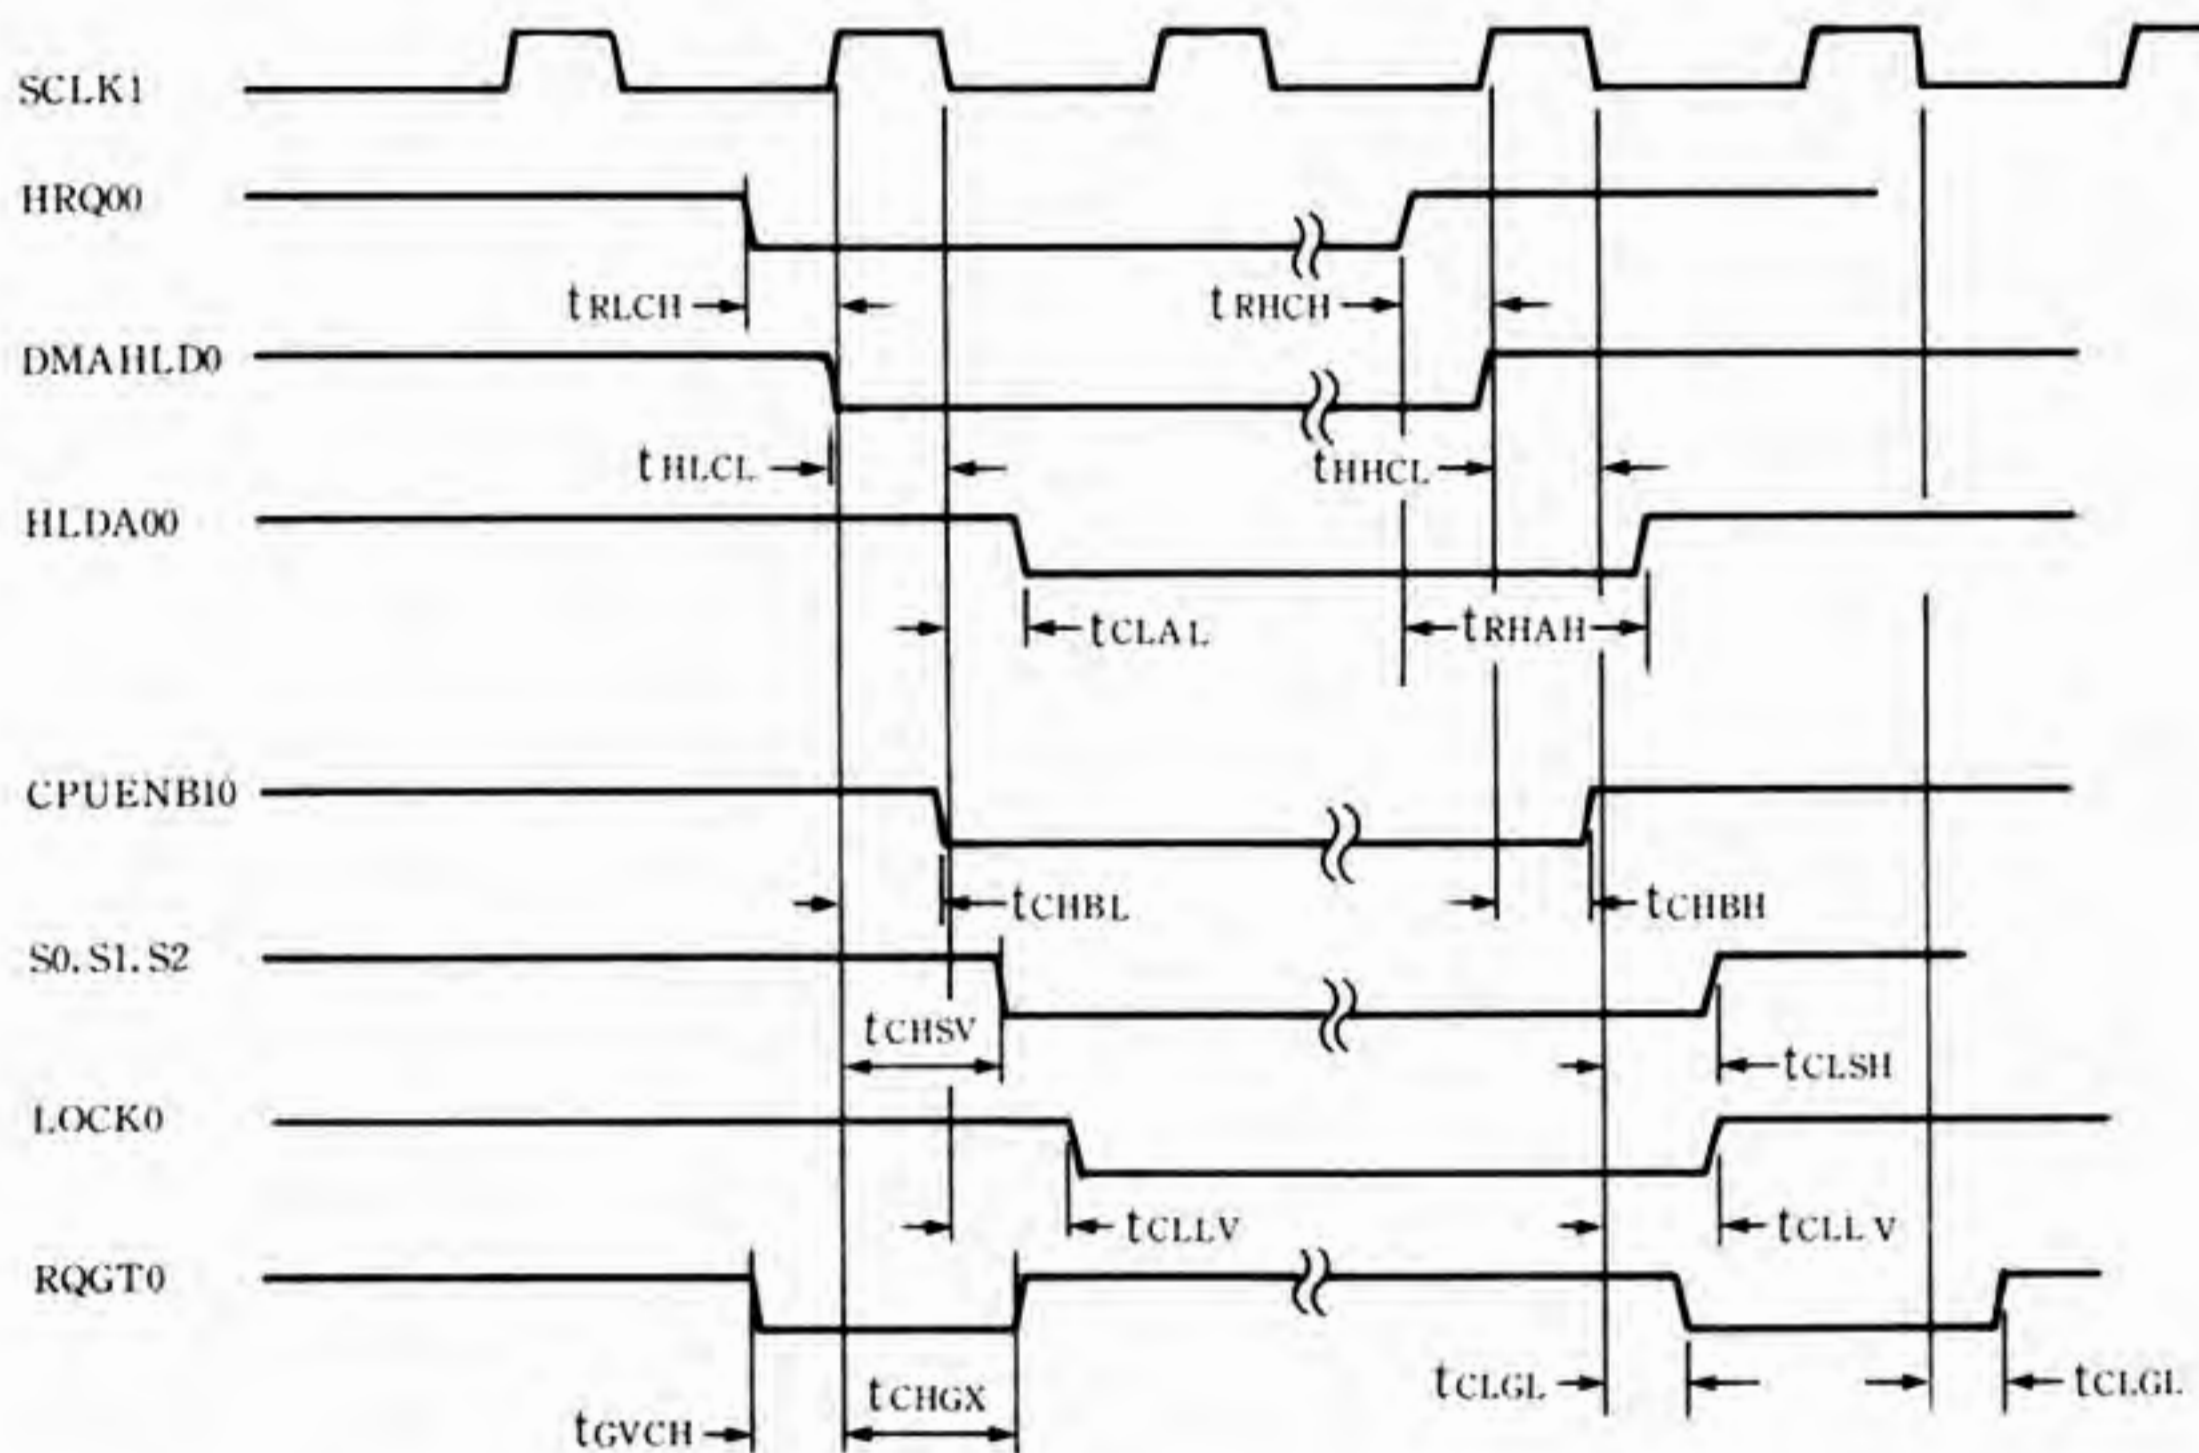 SCLK1
HRQ00
tRLCH tRHCH
DMAHLD0
tHLCL tHHCL
HLDA00
tCLAL tRHAH
CPUENB10
tCHBL tCHBH
S0.S1.S2
tCHSV
tCLSH
LOCK0
tCLLV tCLLV
RQGT0
tCLGL tCLGL
tCHGX
tGVCH